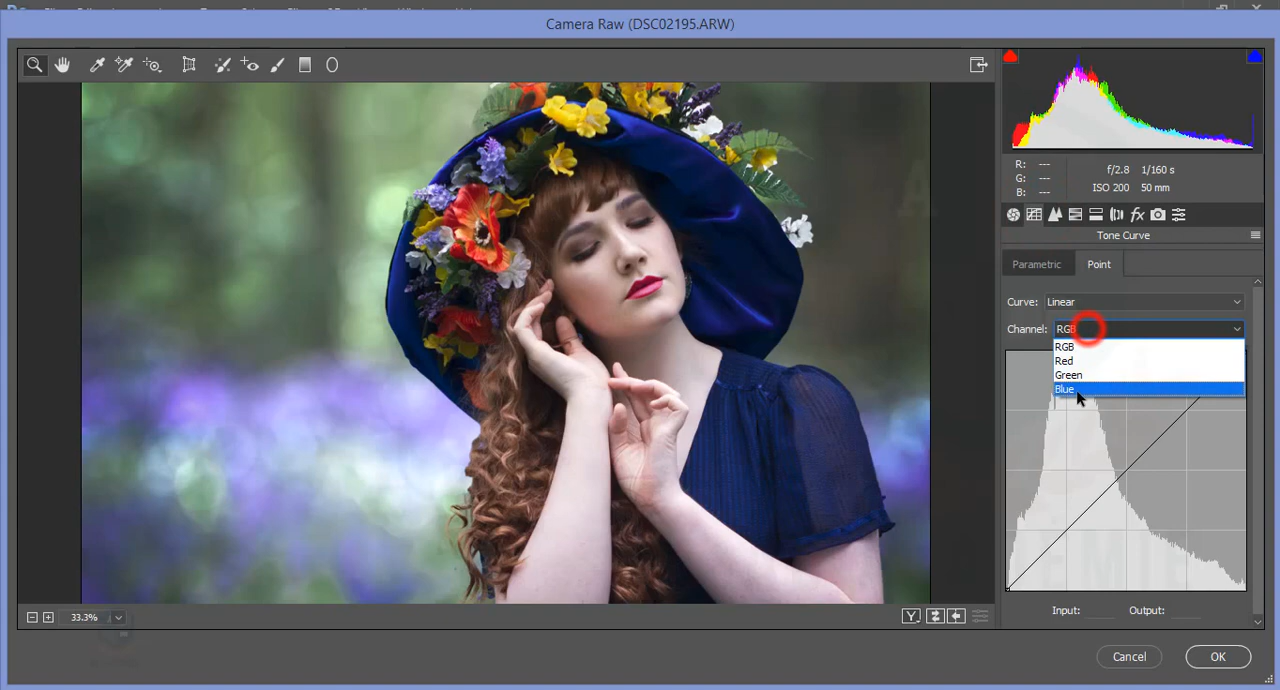 Camera Raw (DSC02195.ARW)
R: ---
G: ---
B: ---
f/2.8 1/160 s
ISO 200 50 mm
fx
Tone Curve
Parametric Point
Curve: Linear
Channel: RGB
RGB
Red
Green
Blue
Input: Output:
33.3%
Y
Cancel OK